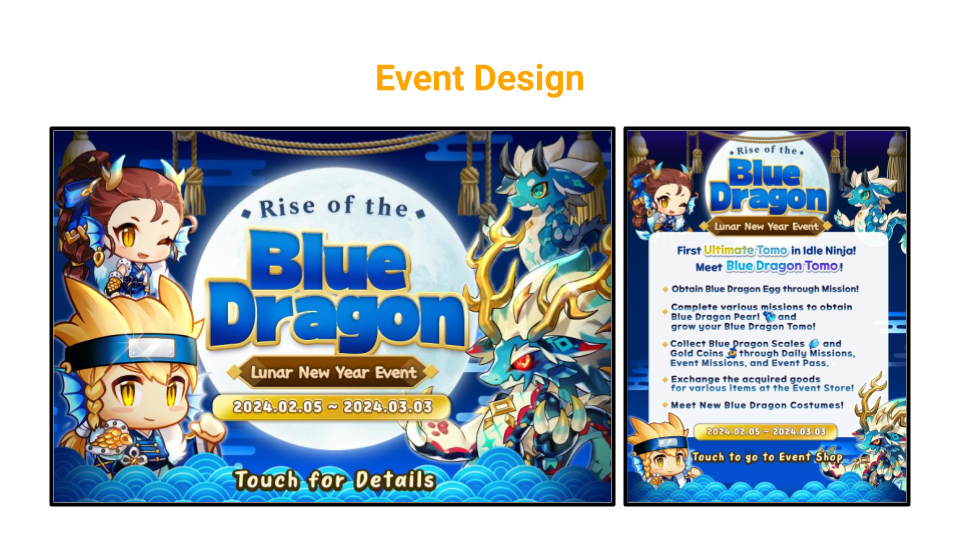 Event Design
Rise of the
Blue
Dragon
Lunar New Year Event
2024.02.05 ~ 2024.03.03
Touch for Details
Rise of the
Blue
Dragon
Lunar New Year Event
First Ultimate Tomo in Idle Ninja!
Meet Blue Dragon Tomo!
Obtain Blue Dragon Egg through Mission!
Complete various missions to obtain
Blue Dragon Pearl and
grow your Blue Dragon Tomo!
Collect Blue Dragon Scales and
Gold Coins through Daily Missions,
Event Missions, and Event Pass.
Exchange the acquired goods
for various items at the Event Store!
Meet New Blue Dragon Costumes!
2024.02.05 ~ 2024.03.03
Touch to go to Event Shop